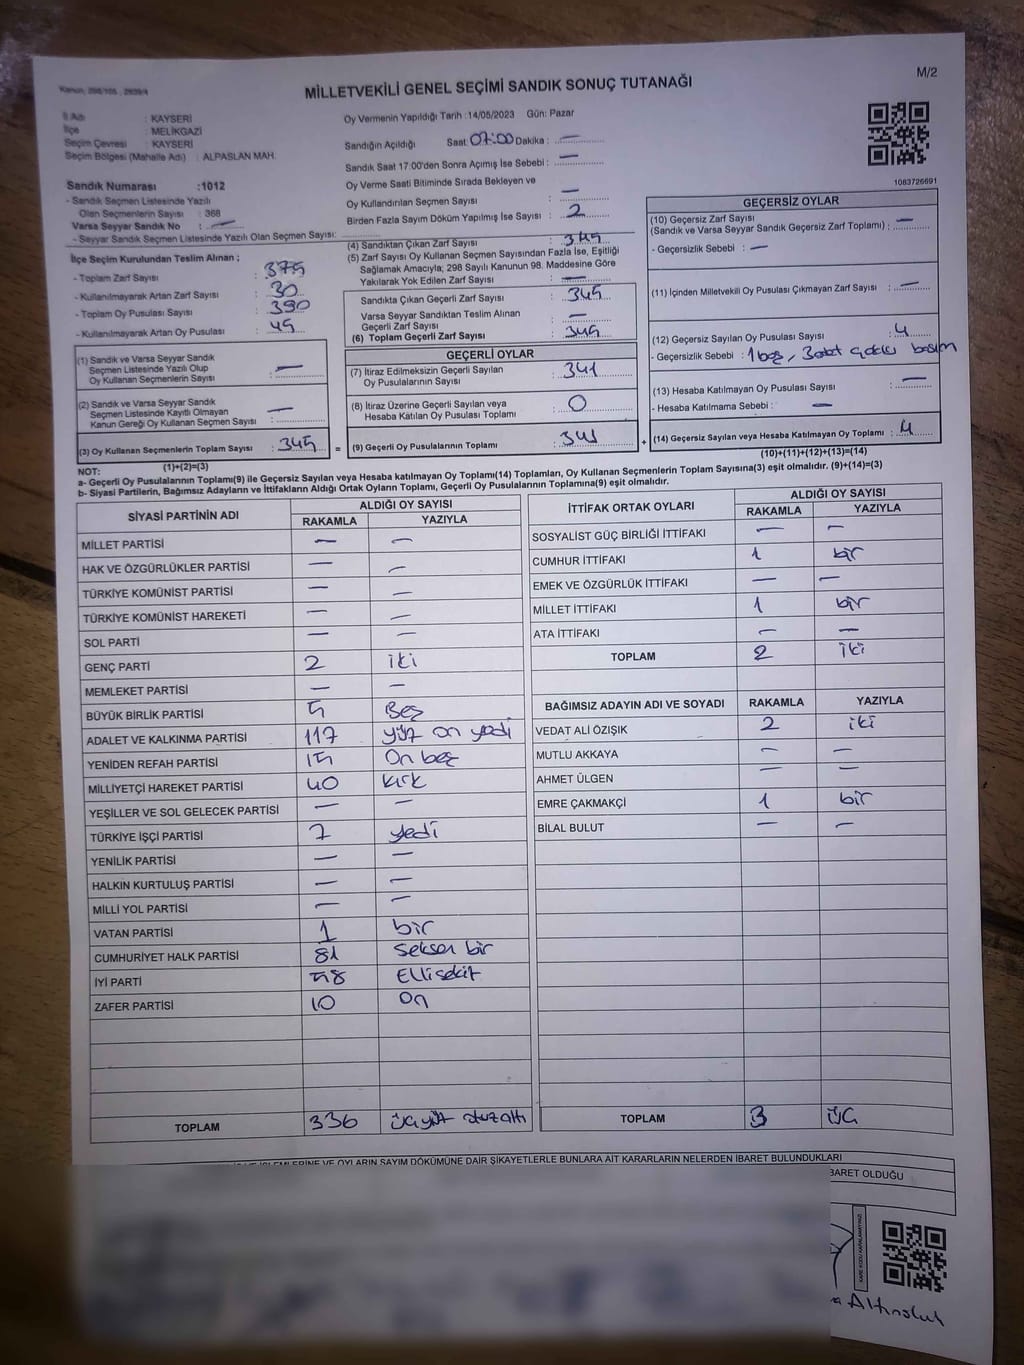 M/2
Kanun, 298/105 , 2839/4
MİLLETVEKİLİ GENEL SEÇİMİ SANDIK SONUÇ TUTANAĞI
İl Adı : KAYSERİ
İlçe : MELİKGAZİ
Seçim Çevresi : KAYSERİ
Seçim Bölgesi (Mahalle Adı) : ALPASLAN MAH.
Sandık Numarası :1012
- Sandık Seçmen Listesinde Yazılı
Olan Seçmenlerin Sayısı : 368
Varsa Seyyar Sandık No : —
- Seyyar Sandık Seçmen Listesinde Yazılı Olan Seçmen Sayısı:
İlçe Seçim Kurulundan Teslim Alınan ;
- Toplam Zarf Sayısı : 375
- Kullanılmayarak Artan Zarf Sayısı : 30
- Toplam Oy Pusulası Sayısı : 390
- Kullanılmayarak Artan Oy Pusulası : 45
(1) Sandık ve Varsa Seyyar Sandık
Seçmen Listesinde Yazılı Olup
Oy Kullanan Seçmenlerin Sayısı : —
(2) Sandık ve Varsa Seyyar Sandık
Seçmen Listesinde Kayıtlı Olmayan
Kanun Gereği Oy Kullanan Seçmen Sayısı : —
(3) Oy Kullanan Seçmenlerin Toplam Sayısı : 345 =
(1)+(2)=(3)
Oy Vermenin Yapıldığı Tarih :14/05/2023 Gün: Pazar
Sandığın Açıldığı Saat: 07:00 Dakika : —
Sandık Saat 17:00'den Sonra Açımış İse Sebebi : —
Oy Verme Saati Bitiminde Sırada Bekleyen ve
Oy Kullandırılan Seçmen Sayısı : —
Birden Fazla Sayım Döküm Yapılmış İse Sayısı : 2
(4) Sandıktan Çıkan Zarf Sayısı : 345
(5) Zarf Sayısı Oy Kullanan Seçmen Sayısından Fazla İse, Eşitliği
Sağlamak Amacıyla; 298 Sayılı Kanunun 98. Maddesine Göre
Yakılarak Yok Edilen Zarf Sayısı : —
Sandıkta Çıkan Geçerli Zarf Sayısı : 345
Varsa Seyyar Sandıktan Teslim Alınan
Geçerli Zarf Sayısı : —
(6) Toplam Geçerli Zarf Sayısı : 345
GEÇERLİ OYLAR
(7) İtiraz Edilmeksizin Geçerli Sayılan
Oy Pusulalarının Sayısı : 341
(8) İtiraz Üzerine Geçerli Sayılan veya
Hesaba Katılan Oy Pusulası Toplamı : 0
(9) Geçerli Oy Pusulalarının Toplamı : 341 +
1063726691
GEÇERSİZ OYLAR
(10) Geçersiz Zarf Sayısı
(Sandık ve Varsa Seyyar Sandık Geçersiz Zarf Toplamı) : —
- Geçersizlik Sebebi : —
(11) İçinden Milletvekili Oy Pusulası Çıkmayan Zarf Sayısı : —
(12) Geçersiz Sayılan Oy Pusulası Sayısı : 4
- Geçersizlik Sebebi : 1 boş, 3 adet çoklu basım
(13) Hesaba Katılmayan Oy Pusulası Sayısı : —
- Hesaba Katılmama Sebebi : —
(14) Geçersiz Sayılan veya Hesaba Katılmayan Oy Toplamı : 4
(10)+(11)+(12)+(13)=(14)
NOT:
a- Geçerli Oy Pusulalarının Toplamı(9) ile Geçersiz Sayılan veya Hesaba katılmayan Oy Toplamı(14) Toplamları, Oy Kullanan Seçmenlerin Toplam Sayısına(3) eşit olmalıdır. (9)+(14)=(3)
b- Siyasi Partilerin, Bağımsız Adayların ve İttifakların Aldığı Ortak Oyların Toplamı, Geçerli Oy Pusulalarının Toplamına(9) eşit olmalıdır.
SİYASİ PARTİNİN ADI ALDIĞI OY SAYISI
RAKAMLA YAZIYLA
MİLLET PARTİSİ — —
HAK VE ÖZGÜRLÜKLER PARTİSİ — —
TÜRKİYE KOMÜNİST PARTİSİ — —
TÜRKİYE KOMÜNİST HAREKETİ — —
SOL PARTİ — —
GENÇ PARTİ 2 iki
MEMLEKET PARTİSİ — —
BÜYÜK BİRLİK PARTİSİ 5 Beş
ADALET VE KALKINMA PARTİSİ 117 yüz on yedi
YENİDEN REFAH PARTİSİ 15 On beş
MİLLİYETÇİ HAREKET PARTİSİ 40 kırk
YEŞİLLER VE SOL GELECEK PARTİSİ — —
TÜRKİYE İŞÇİ PARTİSİ 7 yedi
YENİLİK PARTİSİ — —
HALKIN KURTULUŞ PARTİSİ — —
MİLLİ YOL PARTİSİ — —
VATAN PARTİSİ 1 bir
CUMHURİYET HALK PARTİSİ 81 seksen bir
İYİ PARTİ 58 Ellisekiz
ZAFER PARTİSİ 10 On
TOPLAM 336 üçyüz otuzaltı
İTTİFAK ORTAK OYLARI ALDIĞI OY SAYISI
RAKAMLA YAZIYLA
SOSYALİST GÜÇ BİRLİĞİ İTTİFAKI — —
CUMHUR İTTİFAKI 1 bir
EMEK VE ÖZGÜRLÜK İTTİFAKI — —
MİLLET İTTİFAKI 1 bir
ATA İTTİFAKI — —
TOPLAM 2 iki
BAĞIMSIZ ADAYIN ADI VE SOYADI RAKAMLA YAZIYLA
VEDAT ALİ ÖZIŞIK 2 iki
MUTLU AKKAYA — —
AHMET ÜLGEN — —
EMRE ÇAKMAKÇİ 1 bir
BİLAL BULUT — —
TOPLAM 3 üç
OYLARIN SAYIM DÖKÜMÜNE DAİR ŞİKAYETLERLE BUNLARA AİT KARARLARIN NELERDEN İBARET BULUNDUKLARI
BARET OLDUĞU